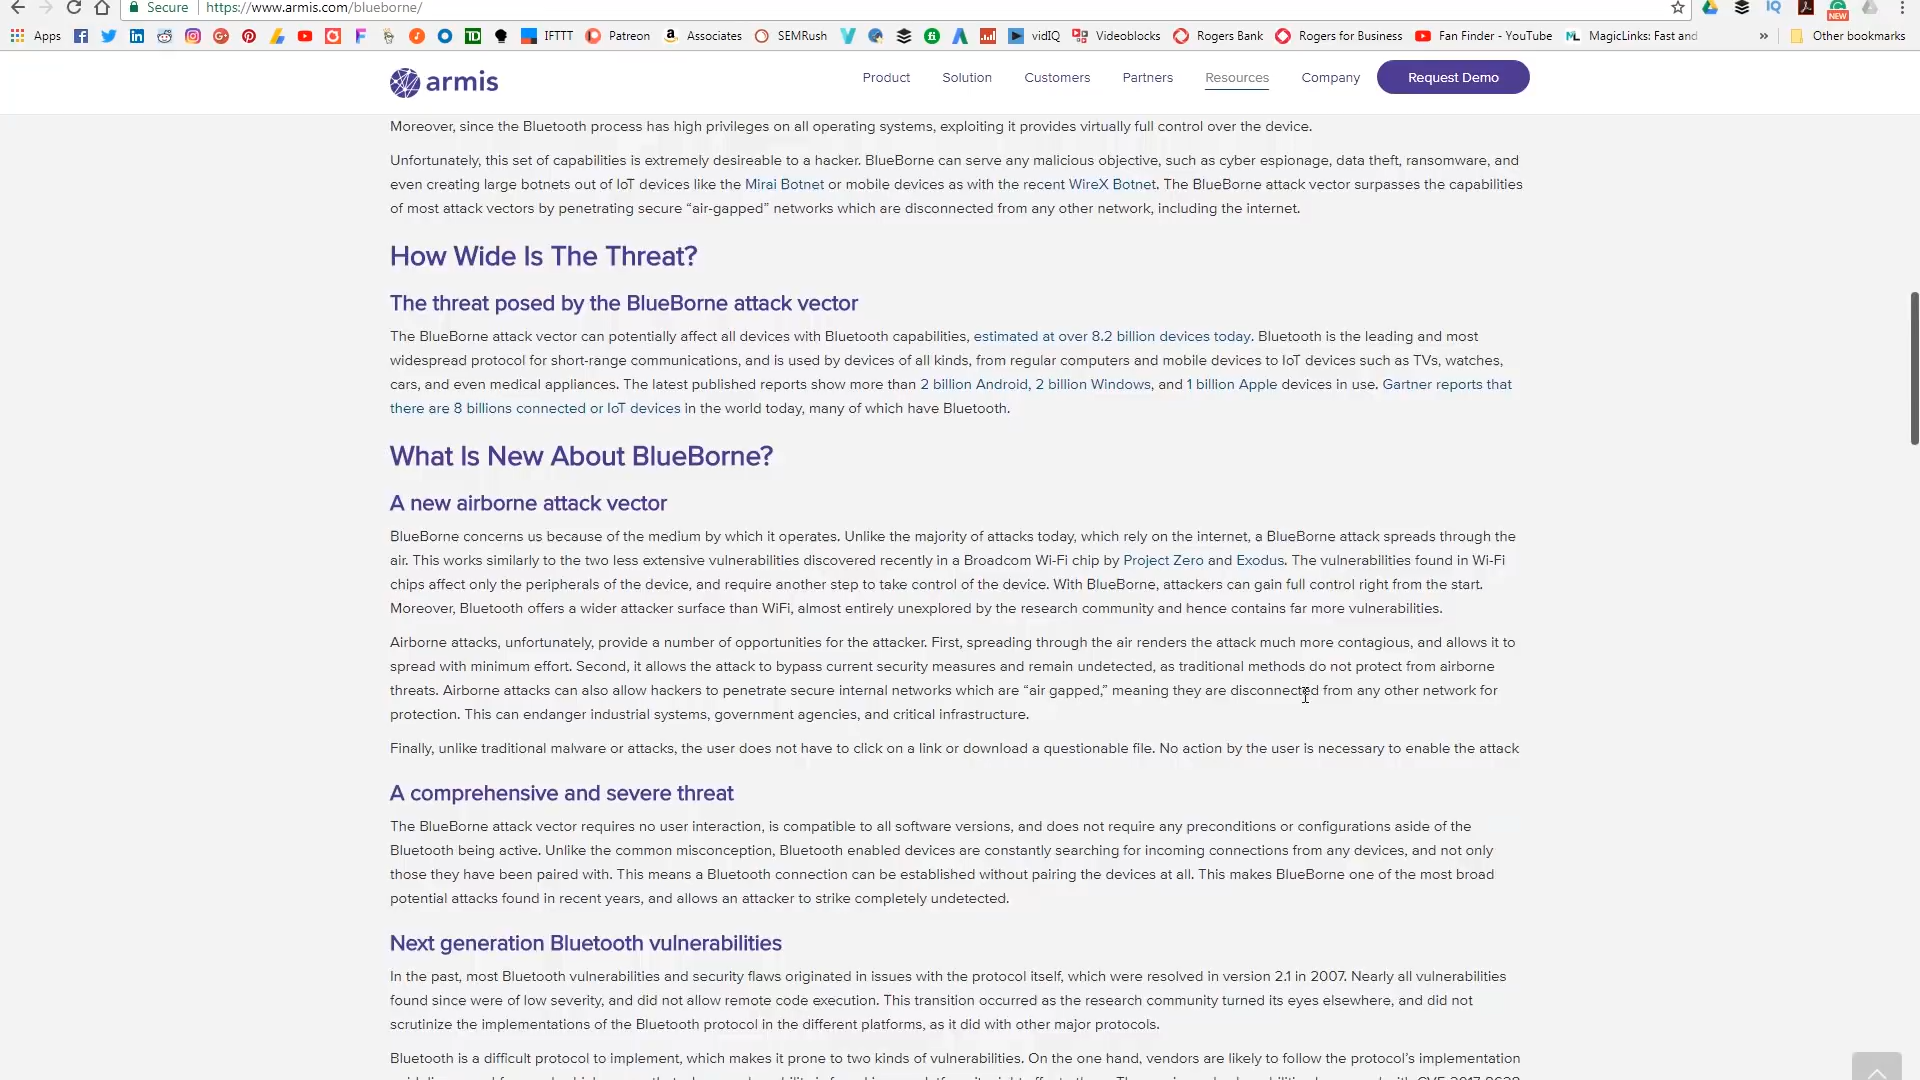 Secure https://www.armis.com/blueborne/
Apps IFTTT Patreon Associates SEMRush vidIQ Videoblocks Rogers Bank Rogers for Business Fan Finder - YouTube MagicLinks: Fast and » Other bookmarks
armis Product Solution Customers Partners Resources Company Request Demo
Moreover, since the Bluetooth process has high privileges on all operating systems, exploiting it provides virtually full control over the device.
Unfortunately, this set of capabilities is extremely desireable to a hacker. BlueBorne can serve any malicious objective, such as cyber espionage, data theft, ransomware, and
even creating large botnets out of IoT devices like the Mirai Botnet or mobile devices as with the recent WireX Botnet. The BlueBorne attack vector surpasses the capabilities
of most attack vectors by penetrating secure “air-gapped” networks which are disconnected from any other network, including the internet.
How Wide Is The Threat?
The threat posed by the BlueBorne attack vector
The BlueBorne attack vector can potentially affect all devices with Bluetooth capabilities, estimated at over 8.2 billion devices today. Bluetooth is the leading and most
widespread protocol for short-range communications, and is used by devices of all kinds, from regular computers and mobile devices to IoT devices such as TVs, watches,
cars, and even medical appliances. The latest published reports show more than 2 billion Android, 2 billion Windows, and 1 billion Apple devices in use. Gartner reports that
there are 8 billions connected or IoT devices in the world today, many of which have Bluetooth.
What Is New About BlueBorne?
A new airborne attack vector
BlueBorne concerns us because of the medium by which it operates. Unlike the majority of attacks today, which rely on the internet, a BlueBorne attack spreads through the
air. This works similarly to the two less extensive vulnerabilities discovered recently in a Broadcom Wi-Fi chip by Project Zero and Exodus. The vulnerabilities found in Wi-Fi
chips affect only the peripherals of the device, and require another step to take control of the device. With BlueBorne, attackers can gain full control right from the start.
Moreover, Bluetooth offers a wider attacker surface than WiFi, almost entirely unexplored by the research community and hence contains far more vulnerabilities.
Airborne attacks, unfortunately, provide a number of opportunities for the attacker. First, spreading through the air renders the attack much more contagious, and allows it to
spread with minimum effort. Second, it allows the attack to bypass current security measures and remain undetected, as traditional methods do not protect from airborne
threats. Airborne attacks can also allow hackers to penetrate secure internal networks which are “air gapped,” meaning they are disconnected from any other network for
protection. This can endanger industrial systems, government agencies, and critical infrastructure.
Finally, unlike traditional malware or attacks, the user does not have to click on a link or download a questionable file. No action by the user is necessary to enable the attack
A comprehensive and severe threat
The BlueBorne attack vector requires no user interaction, is compatible to all software versions, and does not require any preconditions or configurations aside of the
Bluetooth being active. Unlike the common misconception, Bluetooth enabled devices are constantly searching for incoming connections from any devices, and not only
those they have been paired with. This means a Bluetooth connection can be established without pairing the devices at all. This makes BlueBorne one of the most broad
potential attacks found in recent years, and allows an attacker to strike completely undetected.
Next generation Bluetooth vulnerabilities
In the past, most Bluetooth vulnerabilities and security flaws originated in issues with the protocol itself, which were resolved in version 2.1 in 2007. Nearly all vulnerabilities
found since were of low severity, and did not allow remote code execution. This transition occurred as the research community turned its eyes elsewhere, and did not
scrutinize the implementations of the Bluetooth protocol in the different platforms, as it did with other major protocols.
Bluetooth is a difficult protocol to implement, which makes it prone to two kinds of vulnerabilities. On the one hand, vendors are likely to follow the protocol’s implementation